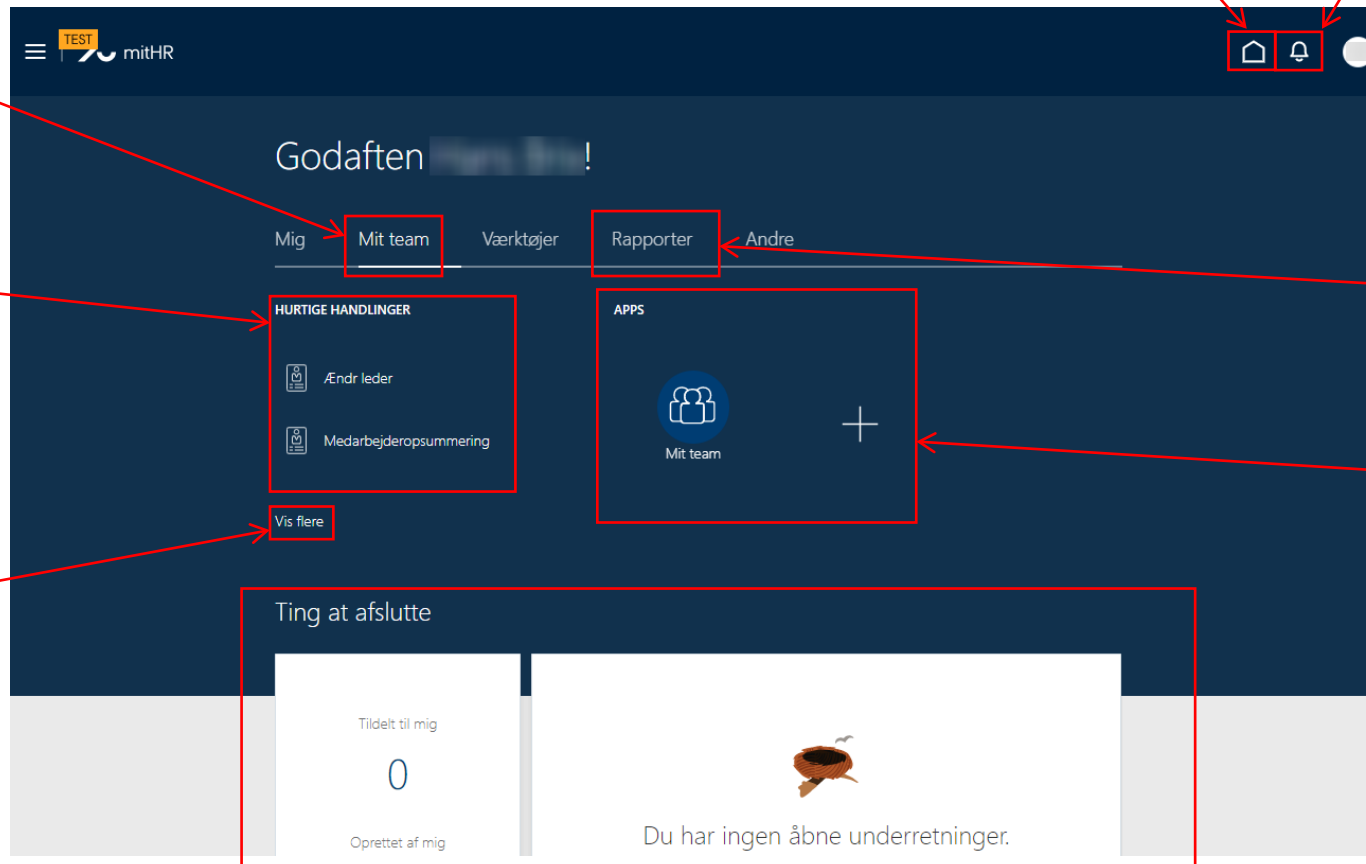 TEST
mitHR
Godaften !
Mig Mit team Værktøjer Rapporter Andre
HURTIGE HANDLINGER
Ændr leder
Medarbejderopsummering
Vis flere
APPS
Mit team
Ting at afslutte
Tildelt til mig
0
Oprettet af mig
Du har ingen åbne underretninger.